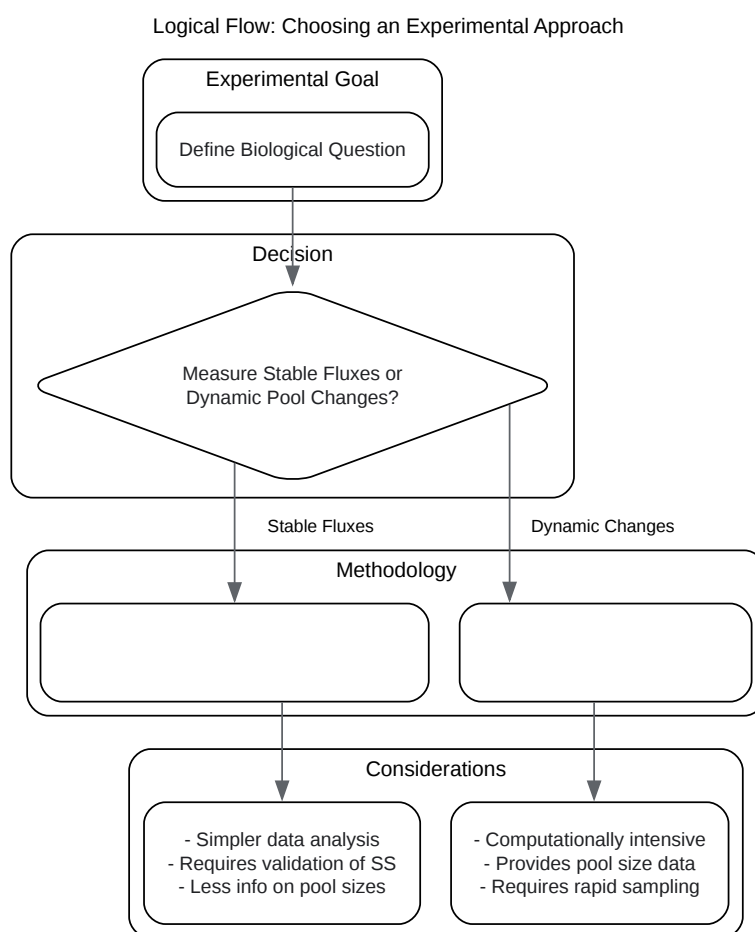 Logical Flow: Choosing an Experimental Approach
Experimental Goal
Define Biological Question
Decision
Measure Stable Fluxes or
Dynamic Pool Changes?
Stable Fluxes
Dynamic Changes
Methodology
Considerations
- Simpler data analysis
- Requires validation of SS
- Less info on pool sizes
- Computationally intensive
- Provides pool size data
- Requires rapid sampling